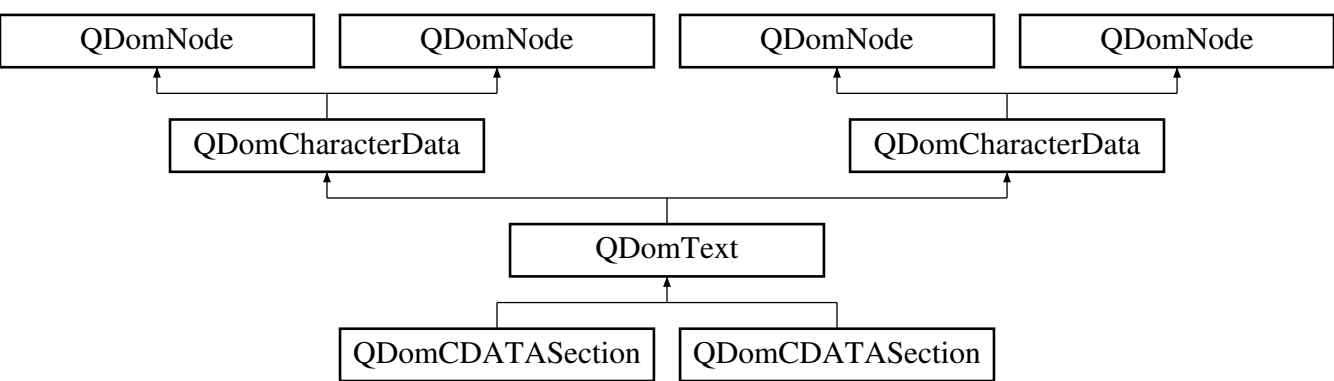 QDomNode QDomNode QDomNode QDomNode
QDomCharacterData QDomCharacterData
QDomText
QDomCDATASection QDomCDATASection